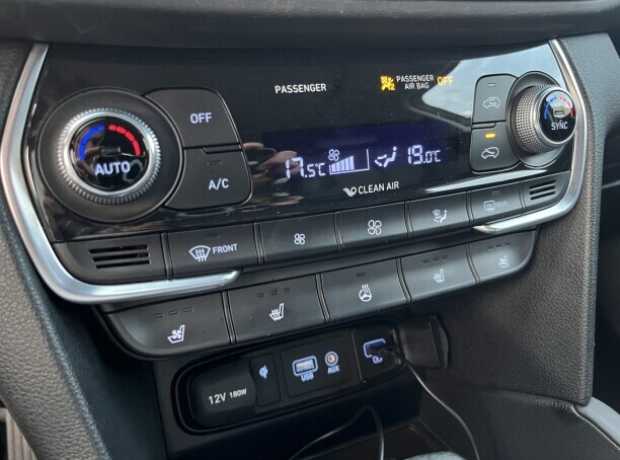 PASSENGER
PASSENGER
AIR BAG OFF
OFF
AUTO
A/C
17.5°C
19.0°C
SYNC
CLEAN AIR
FRONT
12V 180W
USB
AUX